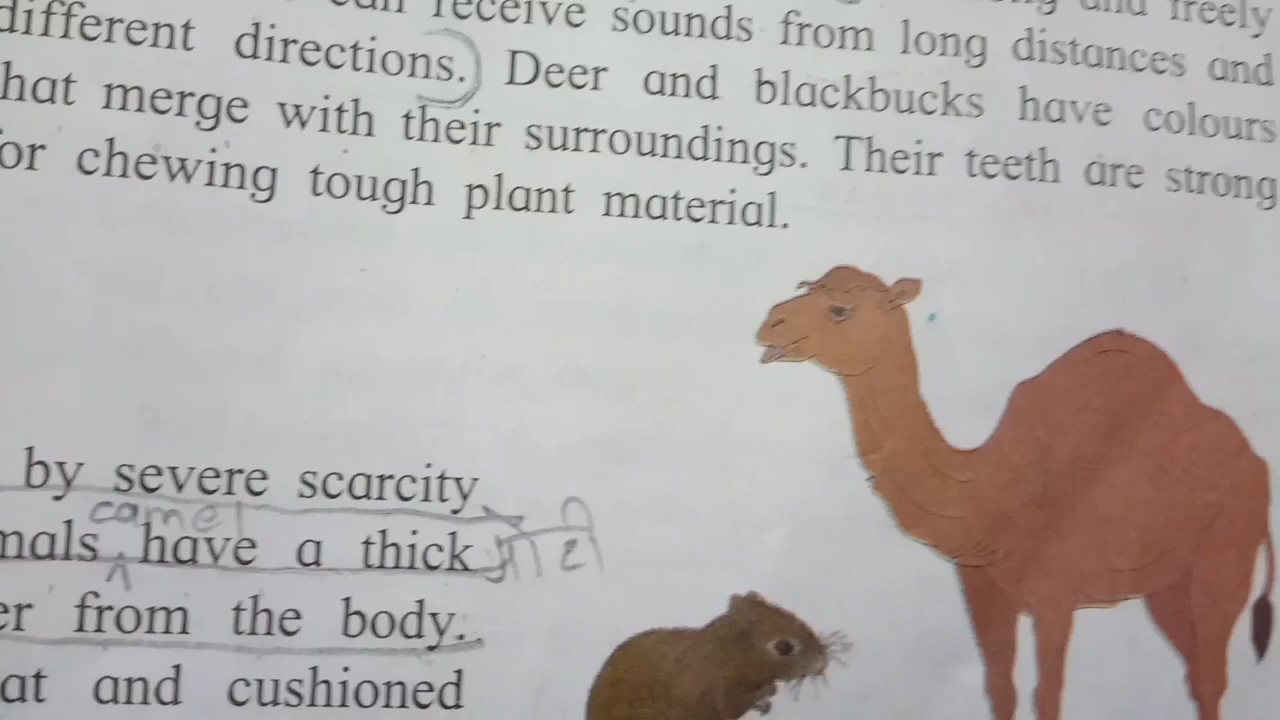 receive sounds from long distances and freely
different directions. Deer and blackbucks have colours
hat merge with their surroundings. Their teeth are strong
or chewing tough plant material.
by severe scarcity
camel
mals have a thick
er from the body.
at and cushioned